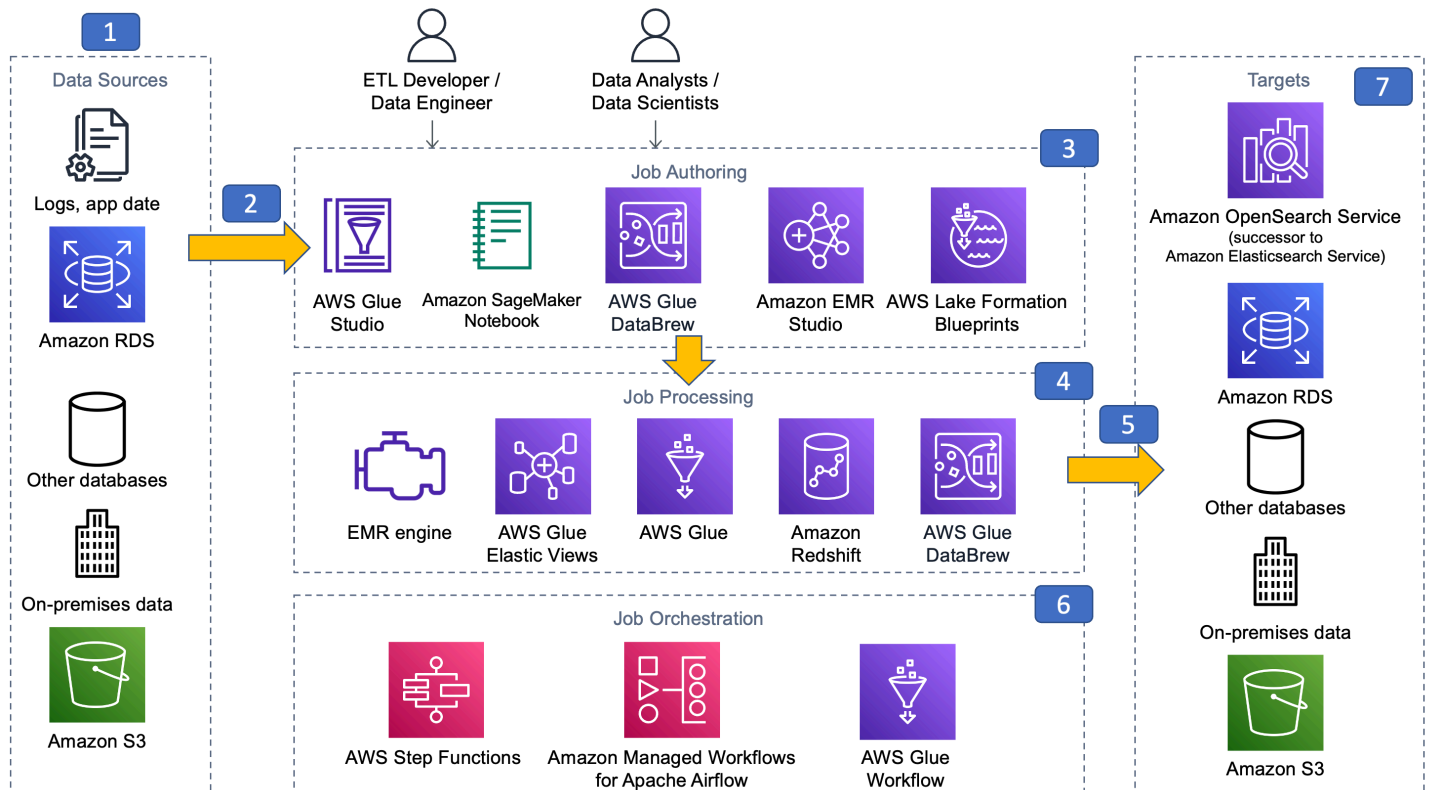 1
Data Sources
Logs, app date
Amazon RDS
Other databases
On-premises data
Amazon S3
2
ETL Developer /
Data Engineer
Data Analysts /
Data Scientists
3
Job Authoring
AWS Glue
Studio
Amazon SageMaker
Notebook
AWS Glue
DataBrew
Amazon EMR
Studio
AWS Lake Formation
Blueprints
4
Job Processing
EMR engine
AWS Glue
Elastic Views
AWS Glue
Amazon
Redshift
AWS Glue
DataBrew
5
6
Job Orchestration
AWS Step Functions
Amazon Managed Workflows
for Apache Airflow
AWS Glue
Workflow
7
Targets
Amazon OpenSearch Service
(successor to
Amazon Elasticsearch Service)
Amazon RDS
Other databases
On-premises data
Amazon S3